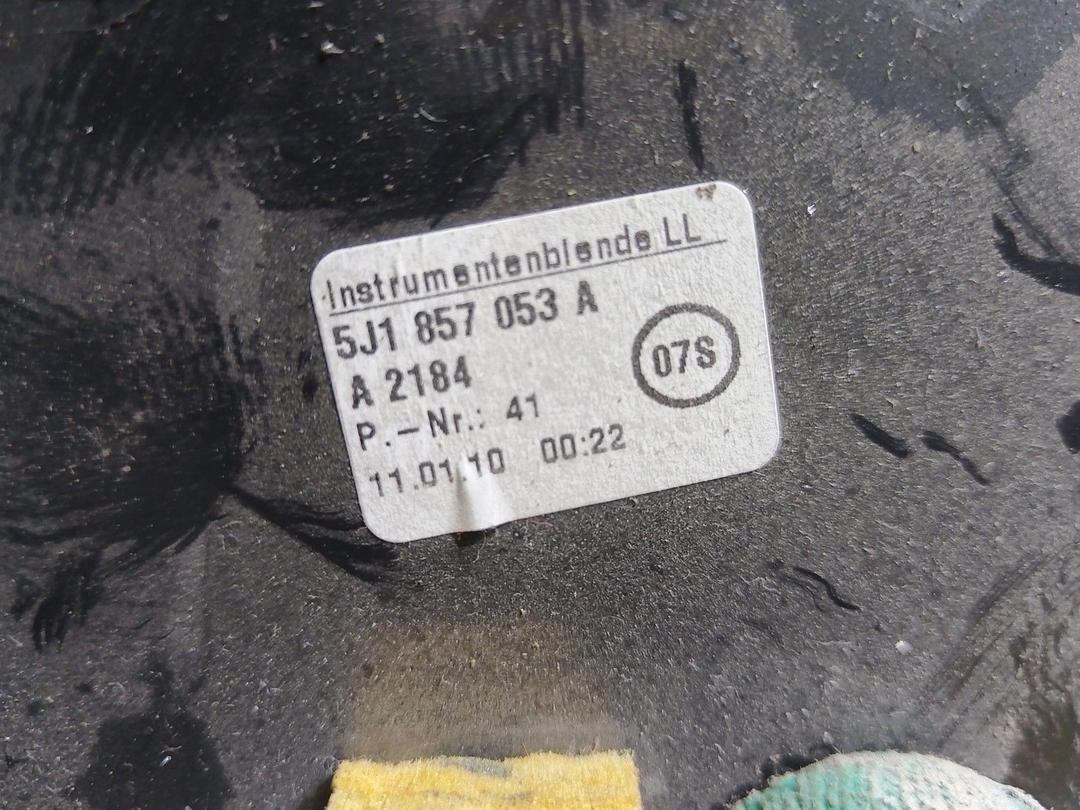 Instrumentenblende LL
5J1 857 053 A
A 2184
07S
P.-Nr.: 41
11.01.10 00:22